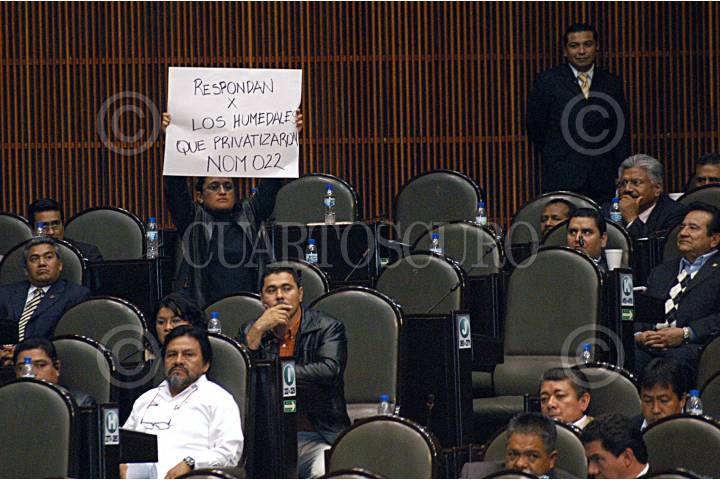 RESPONDAN
X
LOS HUMEDALES
QUE PRIVATIZARON
NOM 022
CUARTOSCURO
©
©
©
©
J
H